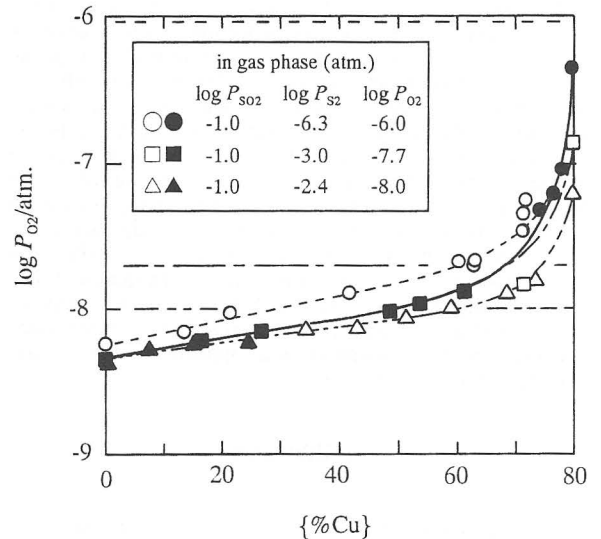 -6
-7
-8
-9
log P_O2/atm.
in gas phase (atm.)
log P_SO2 log P_S2 log P_O2
-1.0 -6.3 -6.0
-1.0 -3.0 -7.7
-1.0 -2.4 -8.0
0 20 40 60 80
{%Cu}